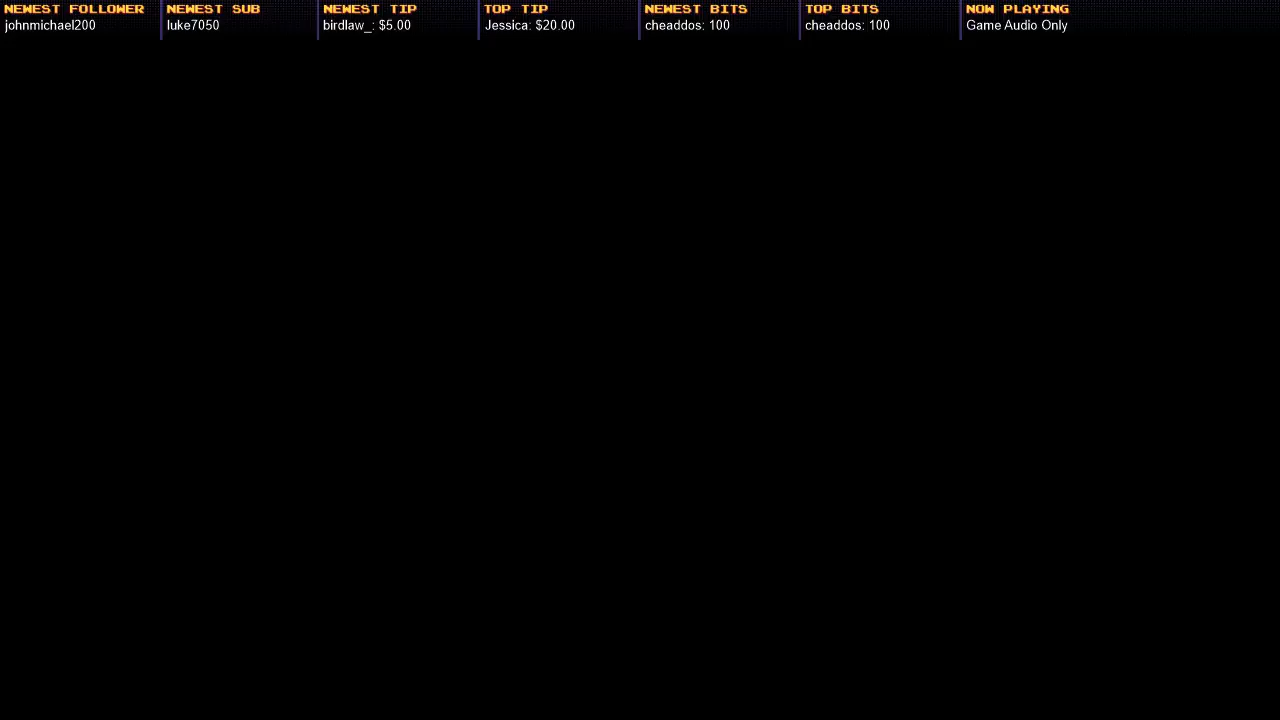 NEWEST FOLLOWER
johnmichael200
NEWEST SUB
luke7050
NEWEST TIP
birdlaw_: $5.00
TOP TIP
Jessica: $20.00
NEWEST BITS
cheaddos: 100
TOP BITS
cheaddos: 100
NOW PLAYING
Game Audio Only